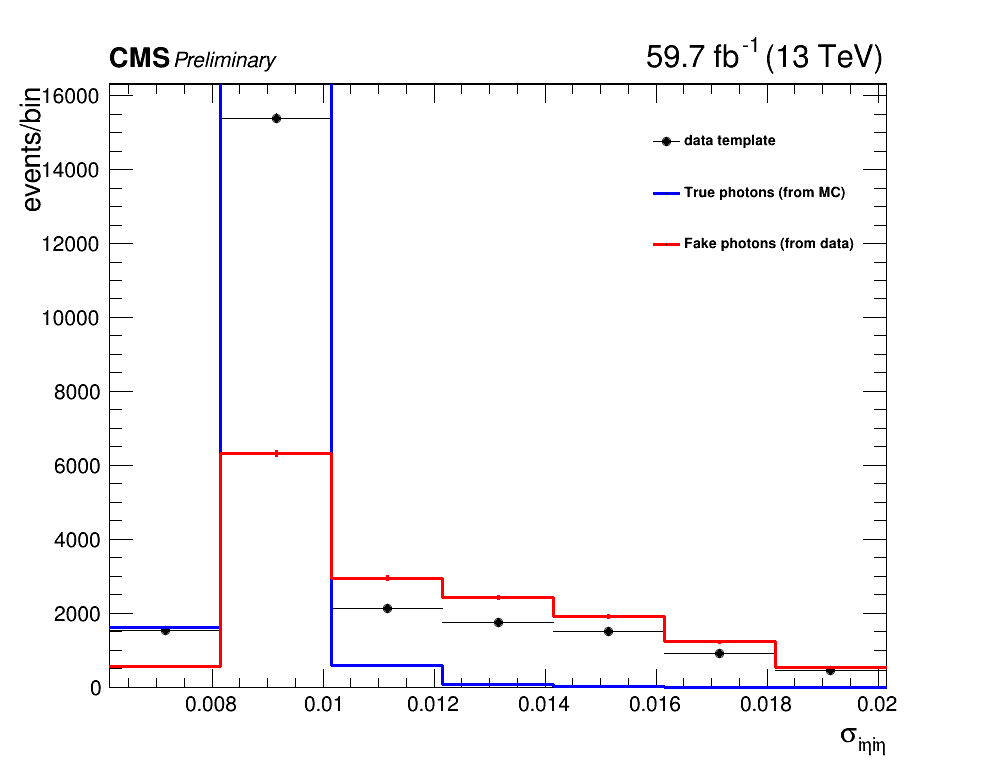 CMS Preliminary
59.7 fb⁻¹ (13 TeV)
events/bin
16000
14000
12000
10000
8000
6000
4000
2000
0
data template
True photons (from MC)
Fake photons (from data)
0.008
0.01
0.012
0.014
0.016
0.018
0.02
σiηiη